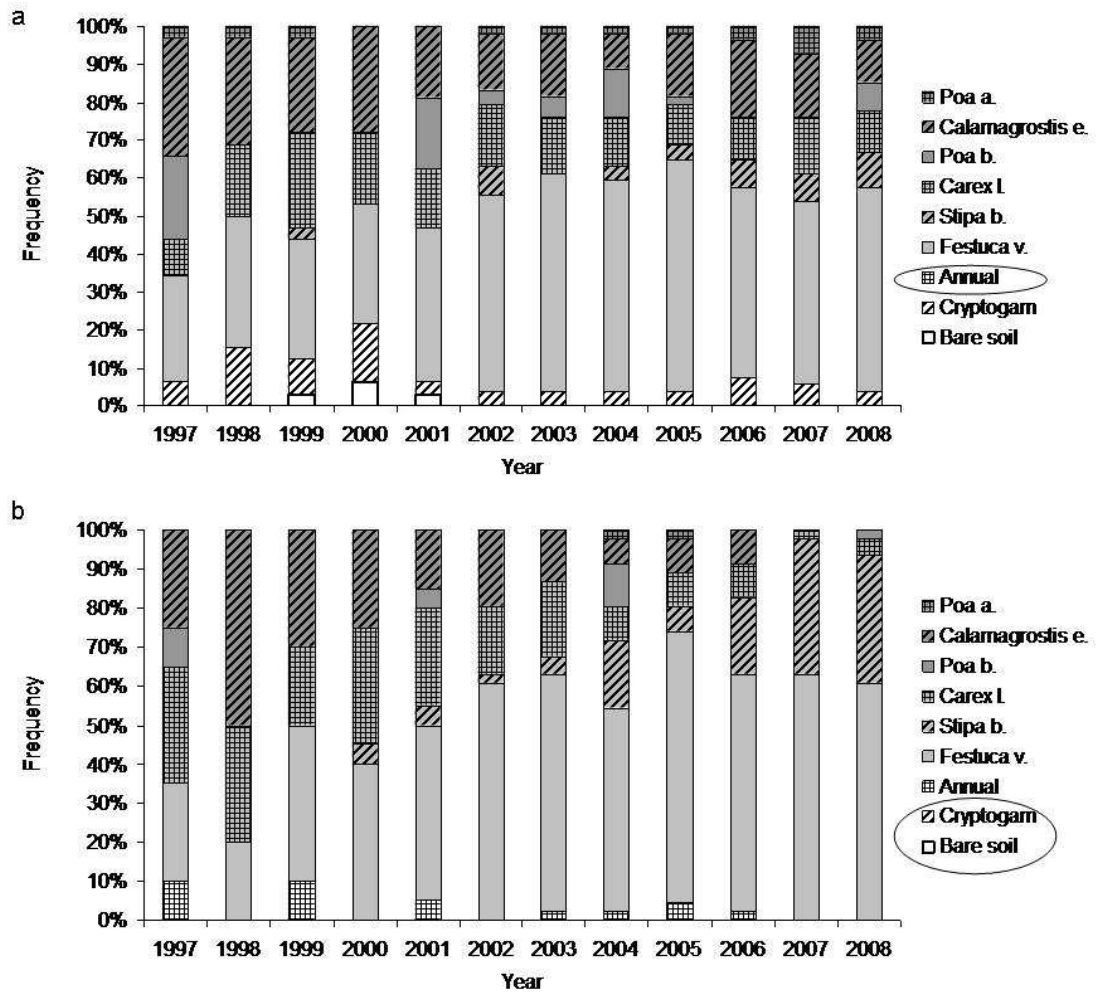 a
100%
90%
80%
70%
60%
50%
40%
30%
20%
10%
0%
Frequency
1997 1998 1999 2000 2001 2002 2003 2004 2005 2006 2007 2008
Year
Poa a.
Calamagrostis e.
Poa b.
Carex l.
Stipa b.
Festuca v.
Annual
Cryptogam
Bare soil
b
100%
90%
80%
70%
60%
50%
40%
30%
20%
10%
0%
Frequency
1997 1998 1999 2000 2001 2002 2003 2004 2005 2006 2007 2008
Year
Poa a.
Calamagrostis e.
Poa b.
Carex l.
Stipa b.
Festuca v.
Annual
Cryptogam
Bare soil